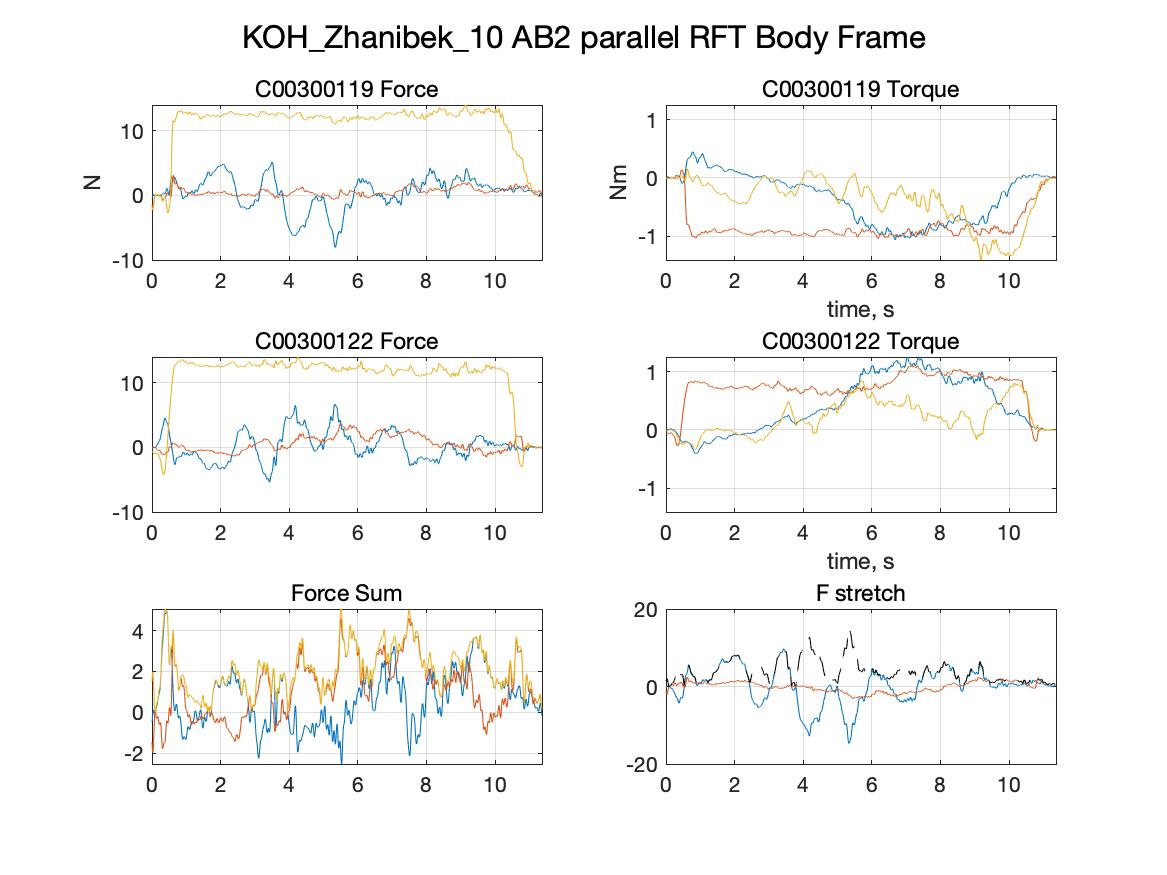 KOH_Zhanibek_10 AB2 parallel RFT Body Frame
C00300119 Force
N
10
0
-10
0 2 4 6 8 10
C00300119 Torque
Nm
1
0
-1
0 2 4 6 8 10
time, s
C00300122 Force
10
0
-10
0 2 4 6 8 10
C00300122 Torque
1
0
-1
0 2 4 6 8 10
time, s
Force Sum
4
2
0
-2
0 2 4 6 8 10
F stretch
20
0
-20
0 2 4 6 8 10